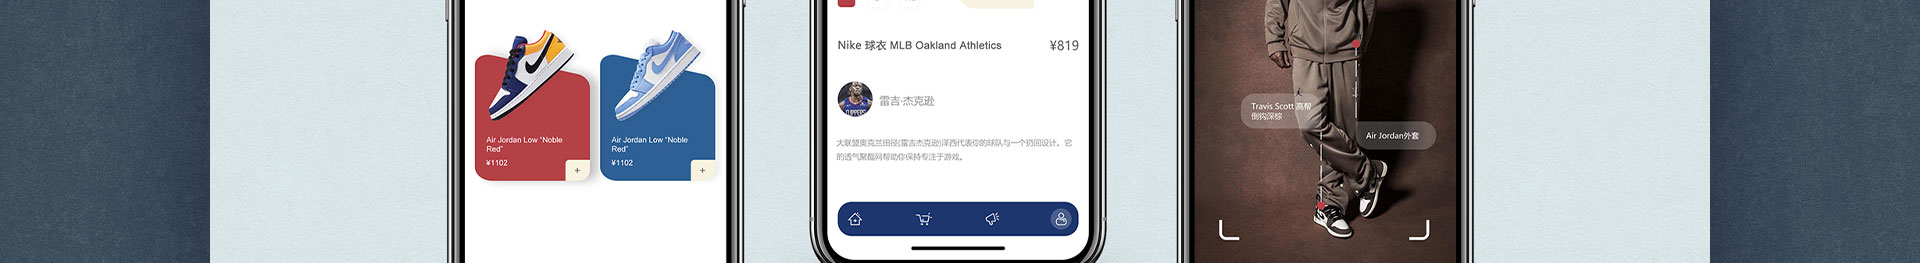 Air Jordan Low “Noble
Red”
¥1102
+
Air Jordan Low “Noble
Red”
¥1102
+
Nike 球衣 MLB Oakland Athletics
¥819
CLIPPERS
雷吉·杰克逊
大联盟奥克兰田径(雷吉杰克逊)泽西代表你的球队与一个扔回设计。它
的透气聚酯网帮助你保持专注于游戏。
Travis Scott 高帮
倒钩深棕
Air Jordan外套